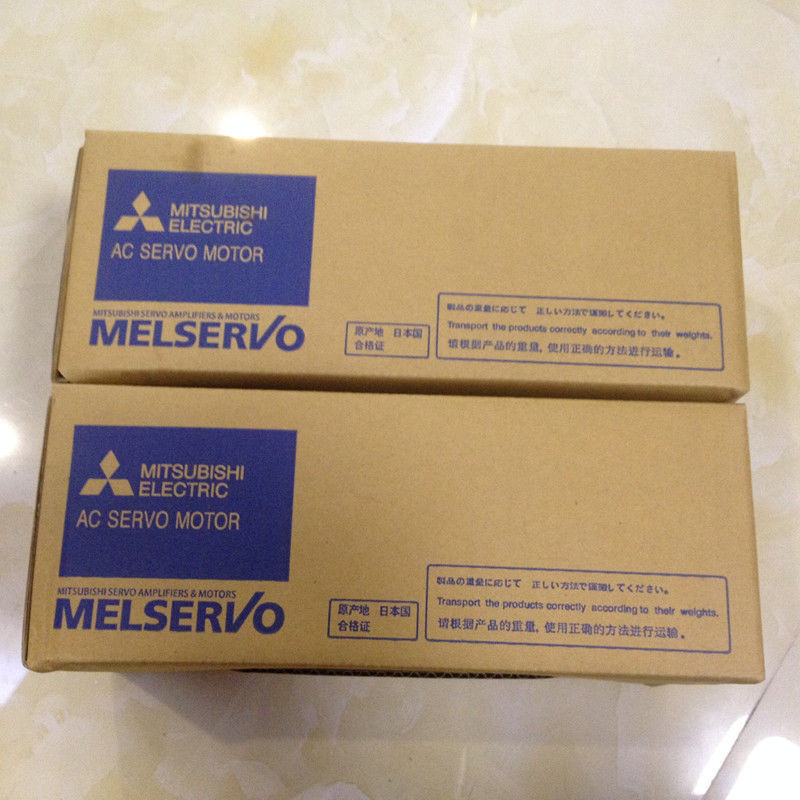 MITSUBISHI
ELECTRIC
AC SERVO MOTOR
MITSUBISHI SERVO AMPLIFIERS & MOTORS
MELSERVO
原产地 日本国
合格证
製品の重量に応じて 正しい方法で運搬してください。
Transport the products correctly according to their weights.
请根据产品的重量, 使用正确的方法进行运输。
MITSUBISHI
ELECTRIC
AC SERVO MOTOR
MITSUBISHI SERVO AMPLIFIERS & MOTORS
MELSERVO
原产地 日本国
合格证
製品の重量に応じて 正しい方法で運搬してください。
Transport the products correctly according to their weights.
请根据产品的重量, 使用正确的方法进行运输。